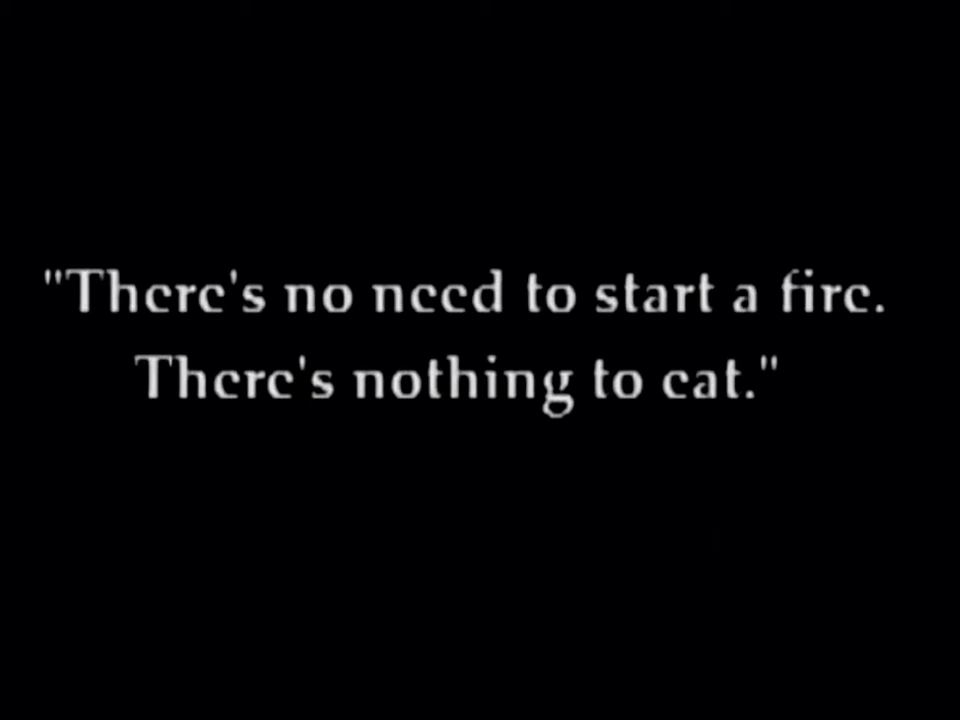 "There's no need to start a fire.
There's nothing to eat."